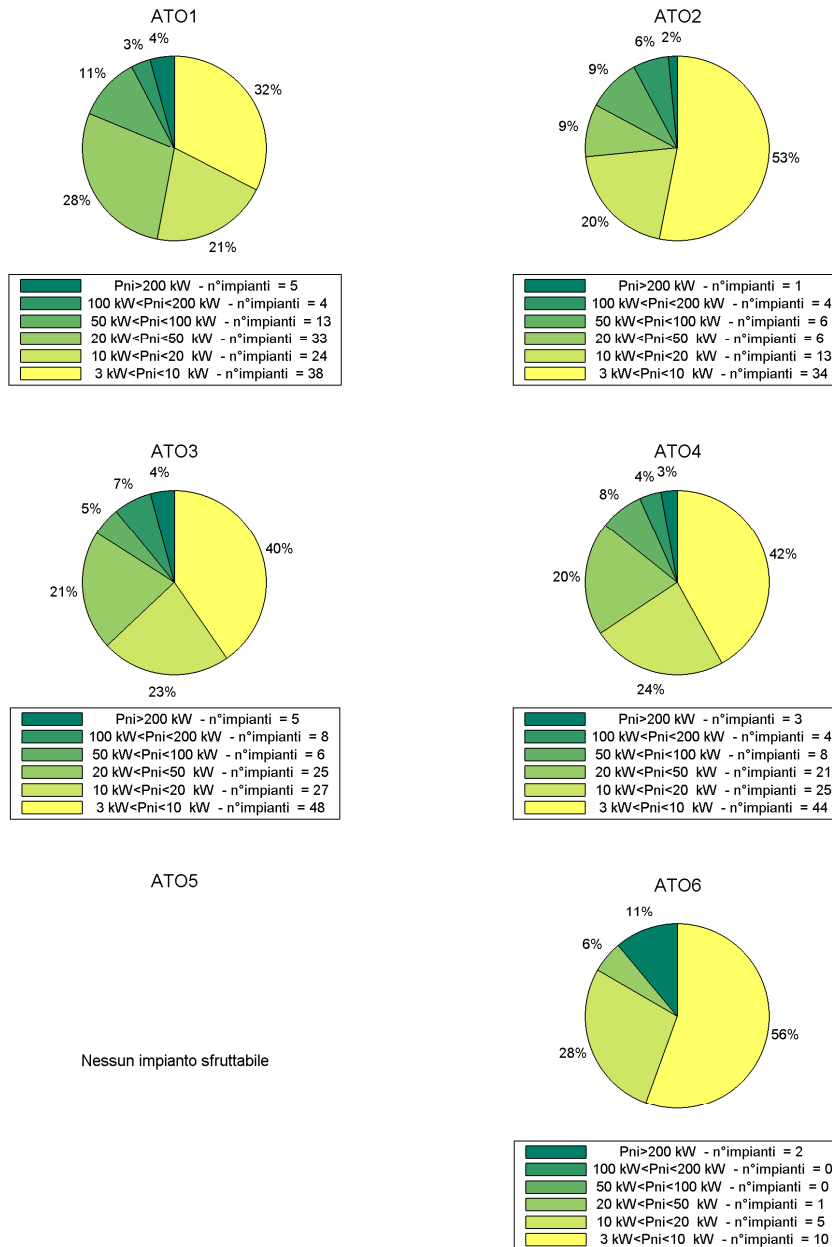 ATO1
3%
4%
32%
11%
28%
21%
Pni>200 kW - n°impianti = 5
100 kW<Pni<200 kW - n°impianti = 4
50 kW<Pni<100 kW - n°impianti = 13
20 kW<Pni<50 kW - n°impianti = 33
10 kW<Pni<20 kW - n°impianti = 24
3 kW<Pni<10 kW - n°impianti = 38
ATO2
6%
2%
9%
9%
53%
20%
Pni>200 kW - n°impianti = 1
100 kW<Pni<200 kW - n°impianti = 4
50 kW<Pni<100 kW - n°impianti = 6
20 kW<Pni<50 kW - n°impianti = 6
10 kW<Pni<20 kW - n°impianti = 13
3 kW<Pni<10 kW - n°impianti = 34
ATO3
7%
4%
5%
40%
21%
23%
Pni>200 kW - n°impianti = 5
100 kW<Pni<200 kW - n°impianti = 8
50 kW<Pni<100 kW - n°impianti = 6
20 kW<Pni<50 kW - n°impianti = 25
10 kW<Pni<20 kW - n°impianti = 27
3 kW<Pni<10 kW - n°impianti = 48
ATO4
4%
3%
8%
42%
20%
24%
Pni>200 kW - n°impianti = 3
100 kW<Pni<200 kW - n°impianti = 4
50 kW<Pni<100 kW - n°impianti = 8
20 kW<Pni<50 kW - n°impianti = 21
10 kW<Pni<20 kW - n°impianti = 25
3 kW<Pni<10 kW - n°impianti = 44
ATO5
Nessun impianto sfruttabile
ATO6
11%
6%
56%
28%
Pni>200 kW - n°impianti = 2
100 kW<Pni<200 kW - n°impianti = 0
50 kW<Pni<100 kW - n°impianti = 0
20 kW<Pni<50 kW - n°impianti = 1
10 kW<Pni<20 kW - n°impianti = 5
3 kW<Pni<10 kW - n°impianti = 10